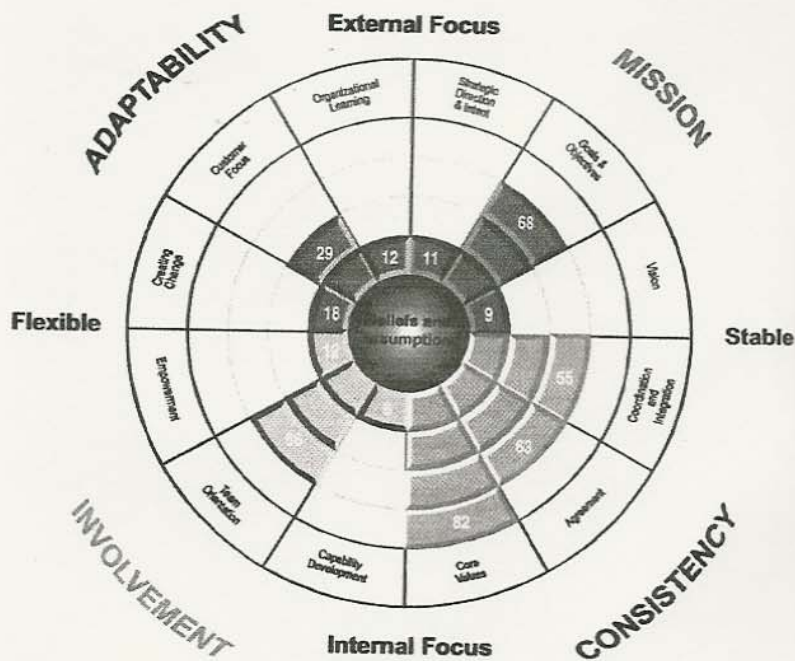 External Focus
ADAPTABILITY
MISSION
Organizational
Learning
Strategic
Direction
& Intent
Customer
Focus
Goals &
Objectives
Creating
Change
Vision
68
29
12
11
18
9
Beliefs and
Assumptions
Flexible
Stable
Empowerment
Coordination
and
Integration
55
63
82
Team
Orientation
Agreement
Capability
Development
Core
Values
INVOLVEMENT
CONSISTENCY
Internal Focus